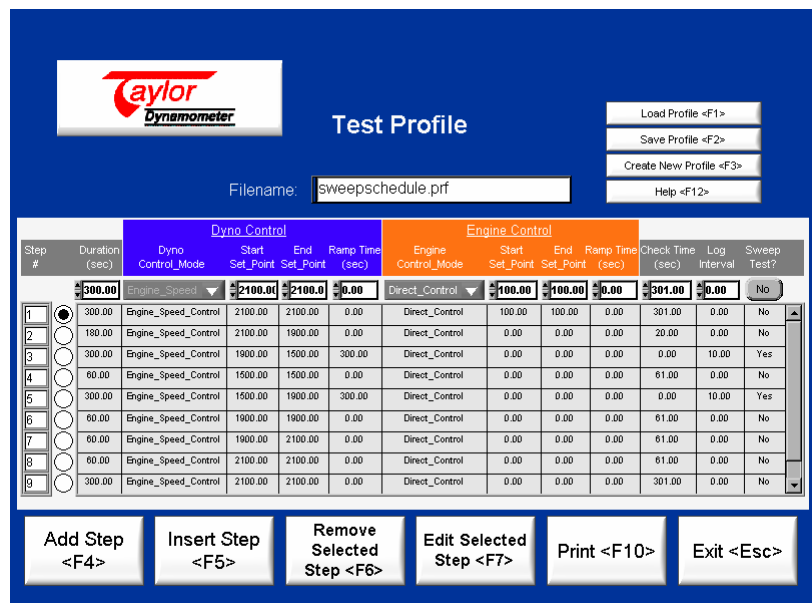 Taylor
Dynamometer
Test Profile
Load Profile <F1>
Save Profile <F2>
Create New Profile <F3>
Help <F12>
Filename: sweepschedule.prf
Dyno Control Engine Control
Step # Duration (sec) Dyno Control_Mode Start Set_Point End Set_Point Ramp Time (sec) Engine Control_Mode Start Set_Point End Set_Point Ramp Time (sec) Check Time (sec) Log Interval Sweep Test?
300.00 Engine_Speed 2100.0( 2100.0 0.00 Direct_Control 100.00 100.00 0.00 301.00 0.00 No
1 300.00 Engine_Speed_Control 2100.00 2100.00 0.00 Direct_Control 100.00 100.00 0.00 301.00 0.00 No
2 180.00 Engine_Speed_Control 2100.00 1900.00 0.00 Direct_Control 0.00 0.00 0.00 20.00 0.00 No
3 300.00 Engine_Speed_Control 1900.00 1500.00 300.00 Direct_Control 0.00 0.00 0.00 0.00 10.00 Yes
4 60.00 Engine_Speed_Control 1500.00 1500.00 0.00 Direct_Control 0.00 0.00 0.00 61.00 0.00 No
5 300.00 Engine_Speed_Control 1500.00 1900.00 300.00 Direct_Control 0.00 0.00 0.00 0.00 10.00 Yes
6 60.00 Engine_Speed_Control 1900.00 1900.00 0.00 Direct_Control 0.00 0.00 0.00 61.00 0.00 No
7 60.00 Engine_Speed_Control 1900.00 2100.00 0.00 Direct_Control 0.00 0.00 0.00 61.00 0.00 No
8 60.00 Engine_Speed_Control 2100.00 2100.00 0.00 Direct_Control 0.00 0.00 0.00 61.00 0.00 No
9 300.00 Engine_Speed_Control 2100.00 2100.00 0.00 Direct_Control 0.00 0.00 0.00 301.00 0.00 No
Add Step <F4>
Insert Step <F5>
Remove Selected Step <F6>
Edit Selected Step <F7>
Print <F10>
Exit <Esc>